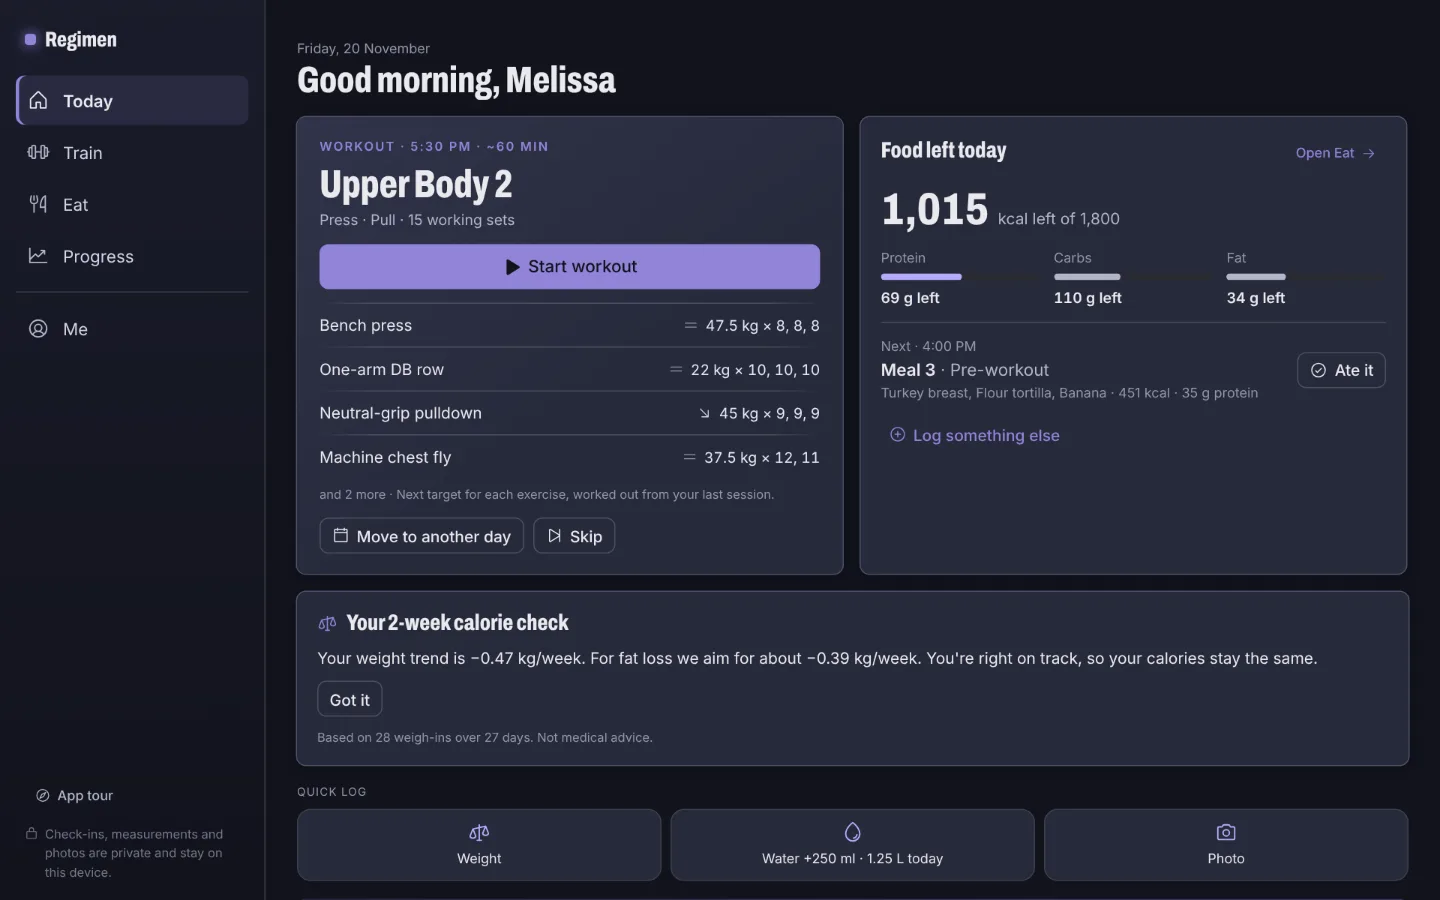 Regimen
Today
Train
Eat
Progress
Me
App tour
Check-ins, measurements and
photos are private and stay on
this device.
Friday, 20 November
Good morning, Melissa
WORKOUT · 5:30 PM · ~60 MIN
Upper Body 2
Press · Pull · 15 working sets
Start workout
Bench press = 47.5 kg × 8, 8, 8
One-arm DB row = 22 kg × 10, 10, 10
Neutral-grip pulldown ↘ 45 kg × 9, 9, 9
Machine chest fly = 37.5 kg × 12, 11
and 2 more · Next target for each exercise, worked out from your last session.
Move to another day Skip
Food left today Open Eat →
1,015 kcal left of 1,800
Protein Carbs Fat
69 g left 110 g left 34 g left
Next · 4:00 PM
Meal 3 · Pre-workout
Turkey breast, Flour tortilla, Banana · 451 kcal · 35 g protein
Ate it
Log something else
Your 2-week calorie check
Your weight trend is −0.47 kg/week. For fat loss we aim for about −0.39 kg/week. You're right on track, so your calories stay the same.
Got it
Based on 28 weigh-ins over 27 days. Not medical advice.
QUICK LOG
Weight
Water +250 ml · 1.25 L today
Photo